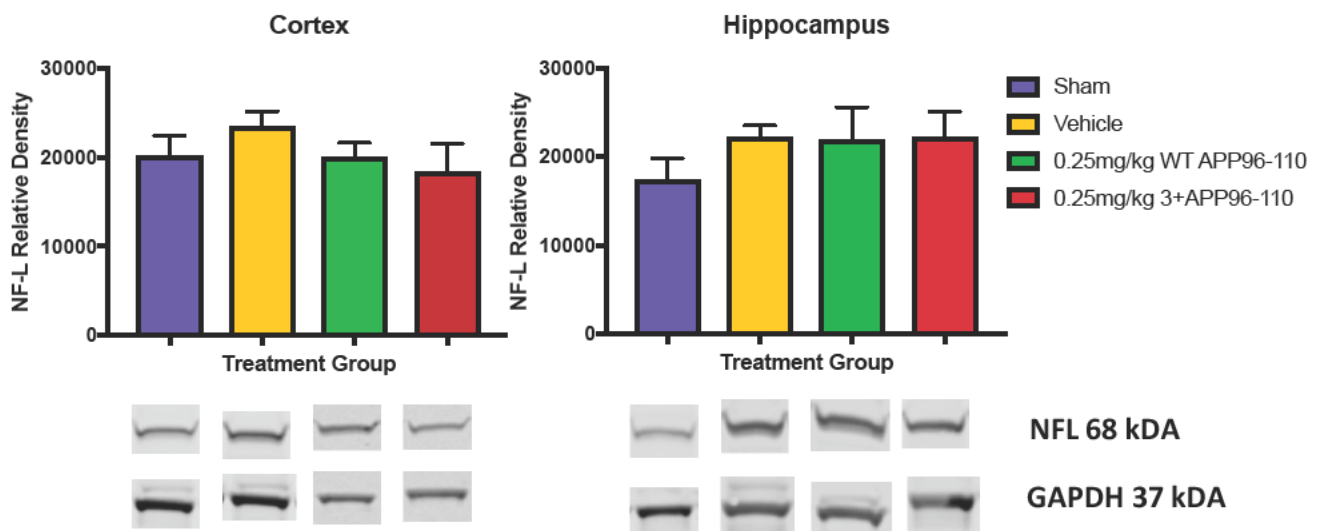 Cortex
30000
20000
10000
0
NF-L Relative Density
Treatment Group
Hippocampus
30000
20000
10000
0
NF-L Relative Density
Treatment Group
Sham
Vehicle
0.25mg/kg WT APP96-110
0.25mg/kg 3+APP96-110
NFL 68 kDA
GAPDH 37 kDA